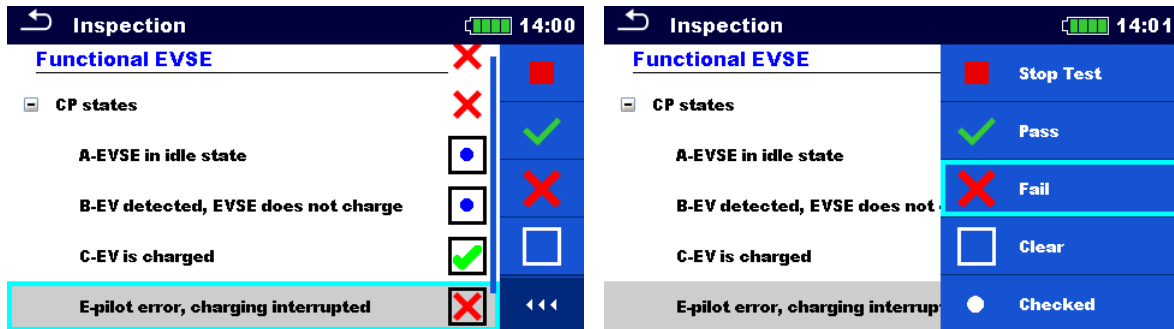 Inspection 14:00
Functional EVSE
CP states
A-EVSE in idle state
B-EV detected, EVSE does not charge
C-EV is charged
E-pilot error, charging interrupted
Inspection 14:01
Functional EVSE
CP states
A-EVSE in idle state
B-EV detected, EVSE does not
C-EV is charged
E-pilot error, charging interrup
Stop Test
Pass
Fail
Clear
Checked